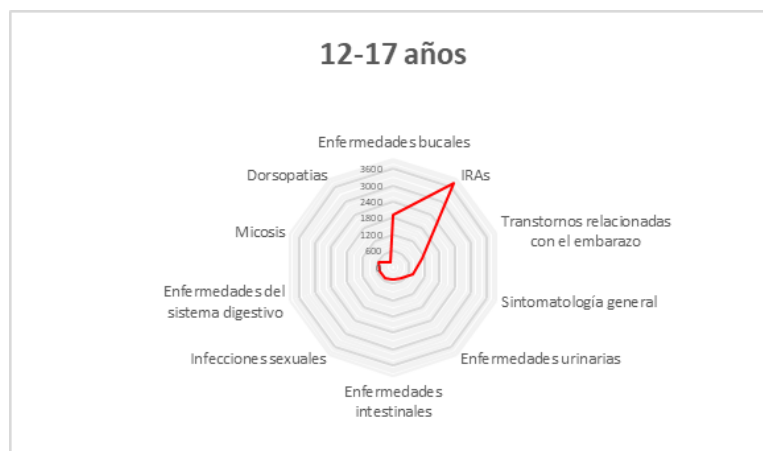 12-17 años
Enfermedades bucales
IRAs
Transtornos relacionadas
con el embarazo
Sintomatología general
Enfermedades urinarias
Enfermedades
intestinales
Infecciones sexuales
Enfermedades del
sistema digestivo
Micosis
Dorsopatias
3600
3000
2400
1800
1200
600